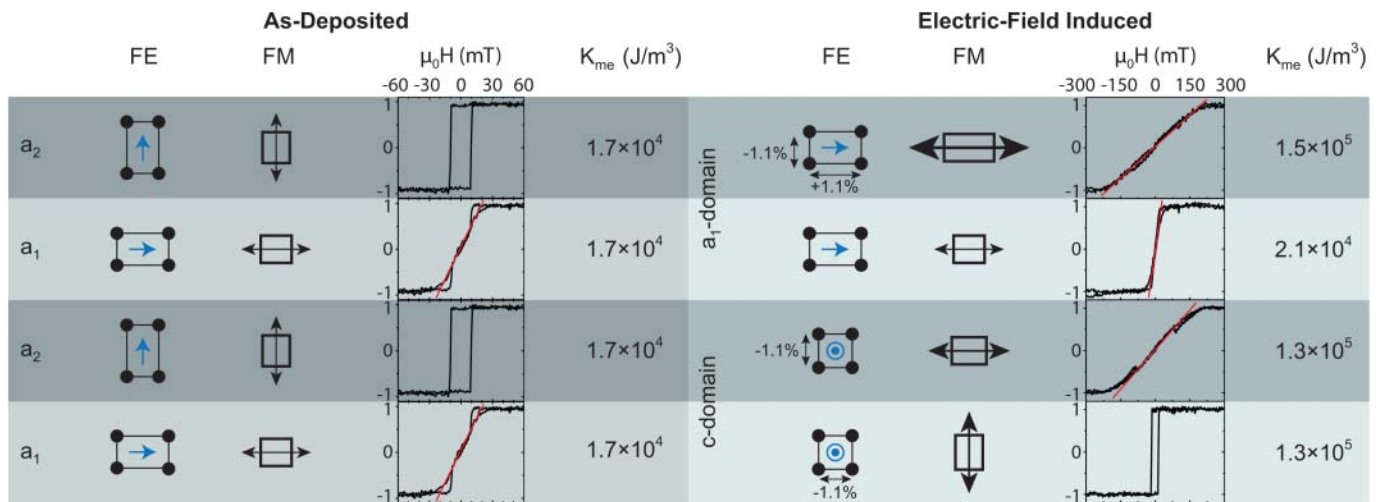 As-Deposited
Electric-Field Induced
FE FM μ₀H (mT) Kme (J/m³)
FE FM μ₀H (mT) Kme (J/m³)
-60 -30 0 30 60
-300 -150 0 150 300
a₂ 1 0 -1 1.7×10⁴
-1.1% +1.1% 1 0 -1 1.5×10⁵
a₁ 1 0 -1 1.7×10⁴
a₁-domain
1 0 -1 2.1×10⁴
a₂ 1 0 -1 1.7×10⁴
-1.1% 1 0 -1 1.3×10⁵
a₁ 1 0 -1 1.7×10⁴
c-domain
-1.1% 1 0 -1 1.3×10⁵